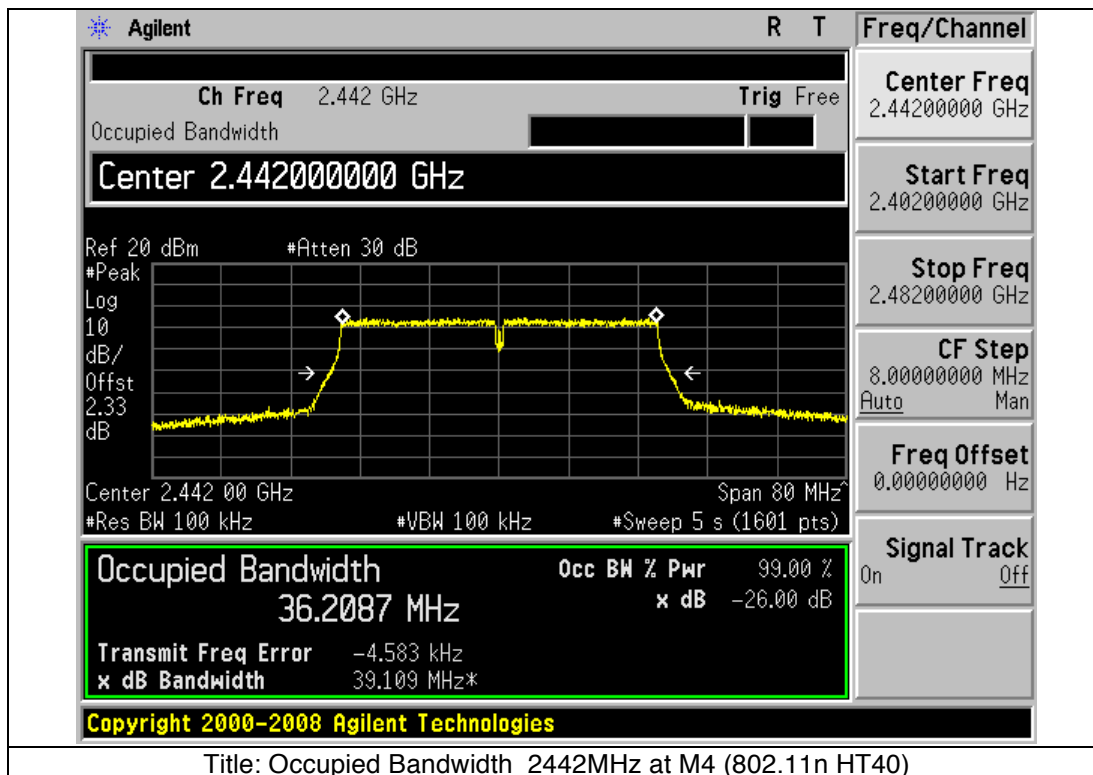 Agilent R T Freq/Channel
Ch Freq 2.442 GHz Trig Free
Occupied Bandwidth
Center 2.442000000 GHz
Center Freq
2.44200000 GHz
Start Freq
2.40200000 GHz
Stop Freq
2.48200000 GHz
CF Step
8.00000000 MHz
Auto Man
Freq Offset
0.00000000 Hz
Signal Track
On Off
Ref 20 dBm #Atten 30 dB
#Peak
Log
10
dB/
Offst
2.33
dB
Center 2.442 00 GHz Span 80 MHz^
#Res BW 100 kHz #VBW 100 kHz #Sweep 5 s (1601 pts)
Occupied Bandwidth Occ BW % Pwr 99.00 %
36.2087 MHz x dB -26.00 dB
Transmit Freq Error -4.583 kHz
x dB Bandwidth 39.109 MHz*
Copyright 2000-2008 Agilent Technologies
Title: Occupied Bandwidth 2442MHz at M4 (802.11n HT40)